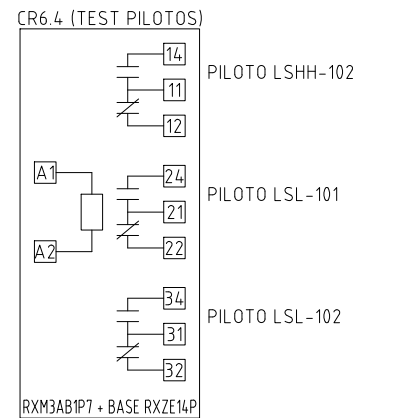 CR6.4 (TEST PILOTOS)
14
PILOTO LSHH-102
11
12
A1
24
PILOTO LSL-101
21
A2
22
34
PILOTO LSL-102
31
32
RXM3AB1P7 + BASE RXZE14P